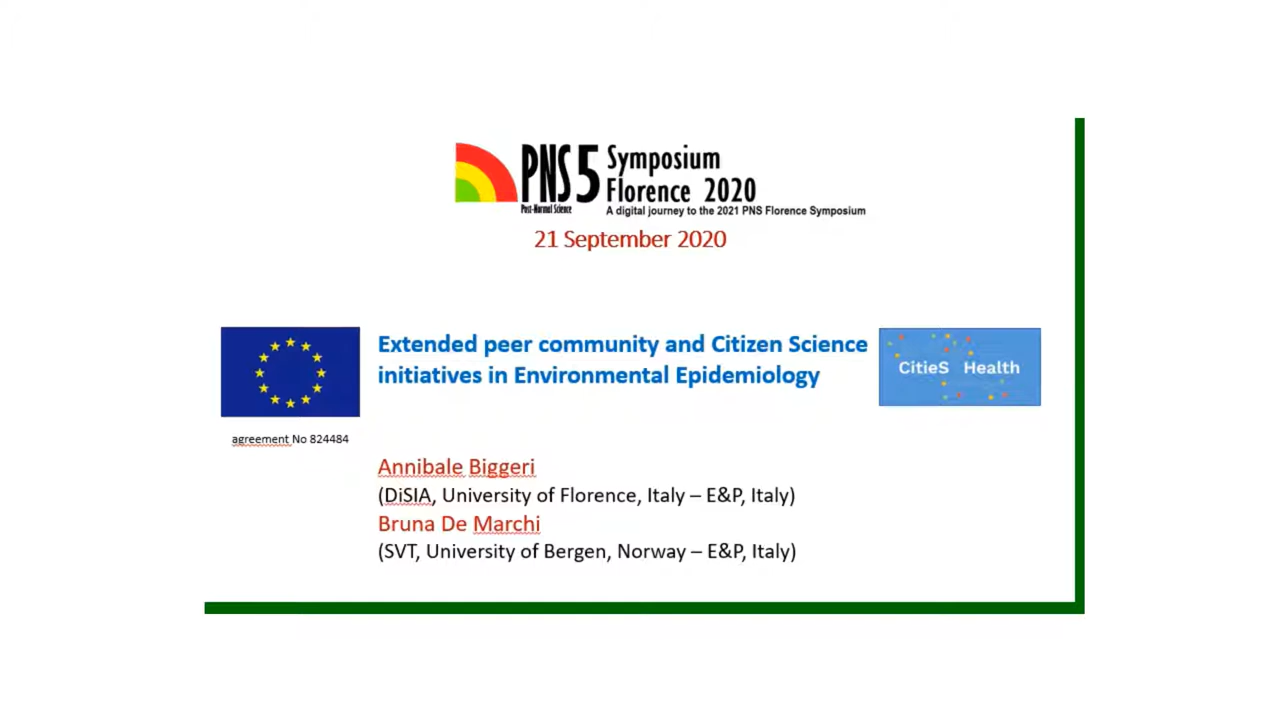 PNS 5
Post-Normal Science
Symposium
Florence 2020
A digital journey to the 2021 PNS Florence Symposium
21 September 2020
Extended peer community and Citizen Science
initiatives in Environmental Epidemiology
CitieS Health
agreement No 824484
Annibale Biggeri
(DiSIA, University of Florence, Italy – E&P, Italy)
Bruna De Marchi
(SVT, University of Bergen, Norway – E&P, Italy)